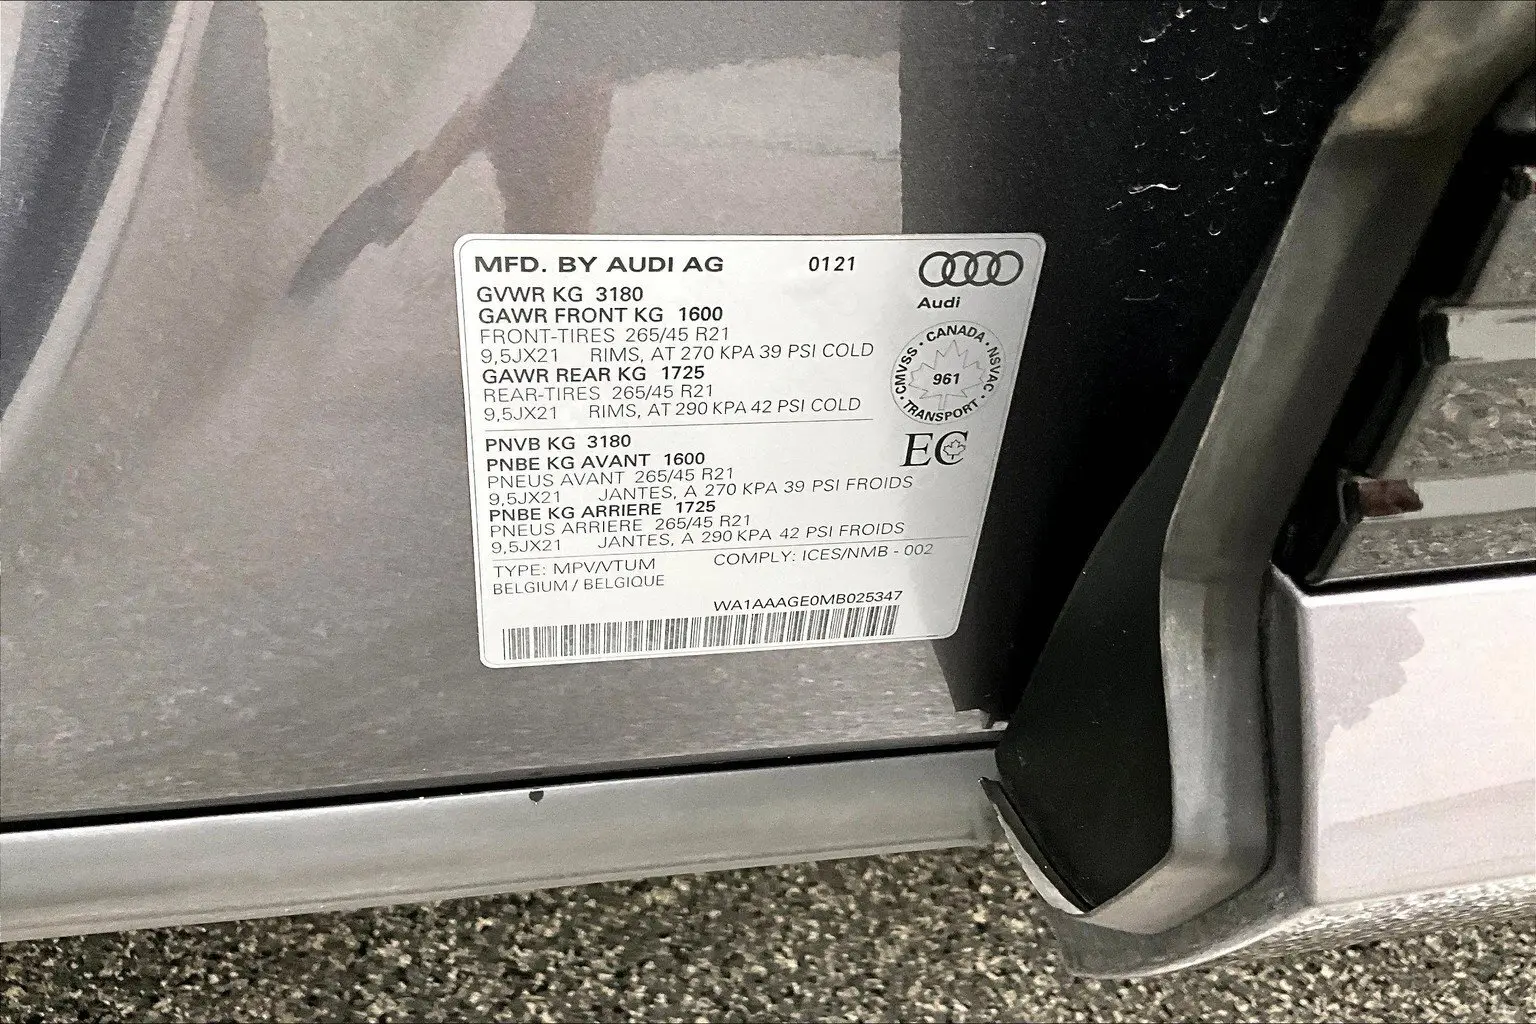 MFD. BY AUDI AG 0121
Audi
GVWR KG 3180
GAWR FRONT KG 1600
FRONT-TIRES 265/45 R21
9,5JX21 RIMS, AT 270 KPA 39 PSI COLD
GAWR REAR KG 1725
REAR-TIRES 265/45 R21
9,5JX21 RIMS, AT 290 KPA 42 PSI COLD
CMVSS · CANADA · NSVAC · TRANSPORT ·
961
EC
PNVB KG 3180
PNBE KG AVANT 1600
PNEUS AVANT 265/45 R21
9,5JX21 JANTES, A 270 KPA 39 PSI FROIDS
PNBE KG ARRIERE 1725
PNEUS ARRIERE 265/45 R21
9,5JX21 JANTES, A 290 KPA 42 PSI FROIDS
TYPE: MPV/VTUM COMPLY: ICES/NMB - 002
BELGIUM / BELGIQUE
WA1AAAGE0MB025347